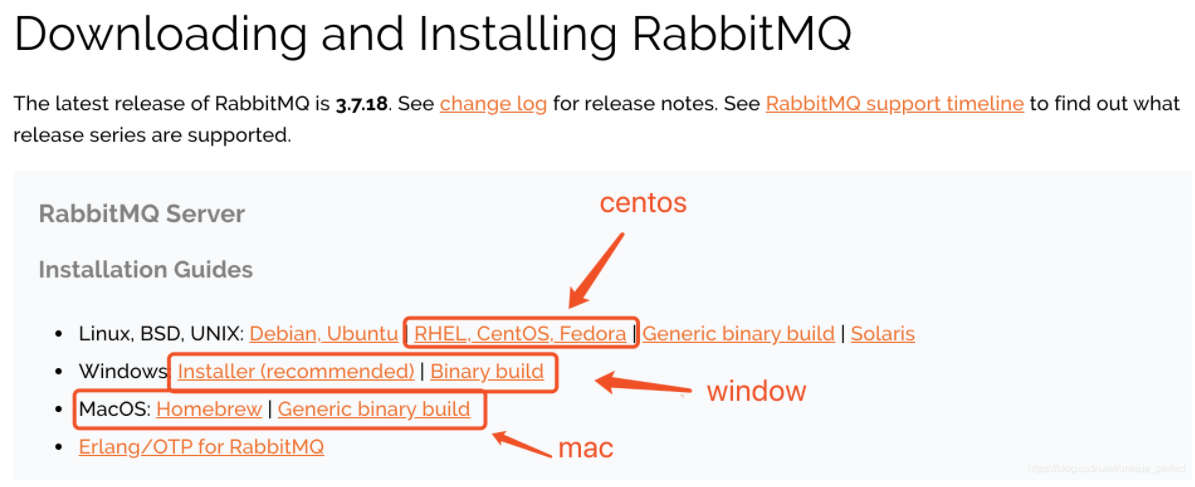 Downloading and Installing RabbitMQ
The latest release of RabbitMQ is 3.7.18. See change log for release notes. See RabbitMQ support timeline to find out what
release series are supported.
centos
RabbitMQ Server
Installation Guides
• Linux, BSD, UNIX: Debian, Ubuntu | RHEL, CentOS, Fedora | Generic binary build | Solaris
• Windows: Installer (recommended) | Binary build
window
• MacOS: Homebrew | Generic binary build
• Erlang/OTP for RabbitMQ
mac
https://blog.csdn.net/unique_perfect